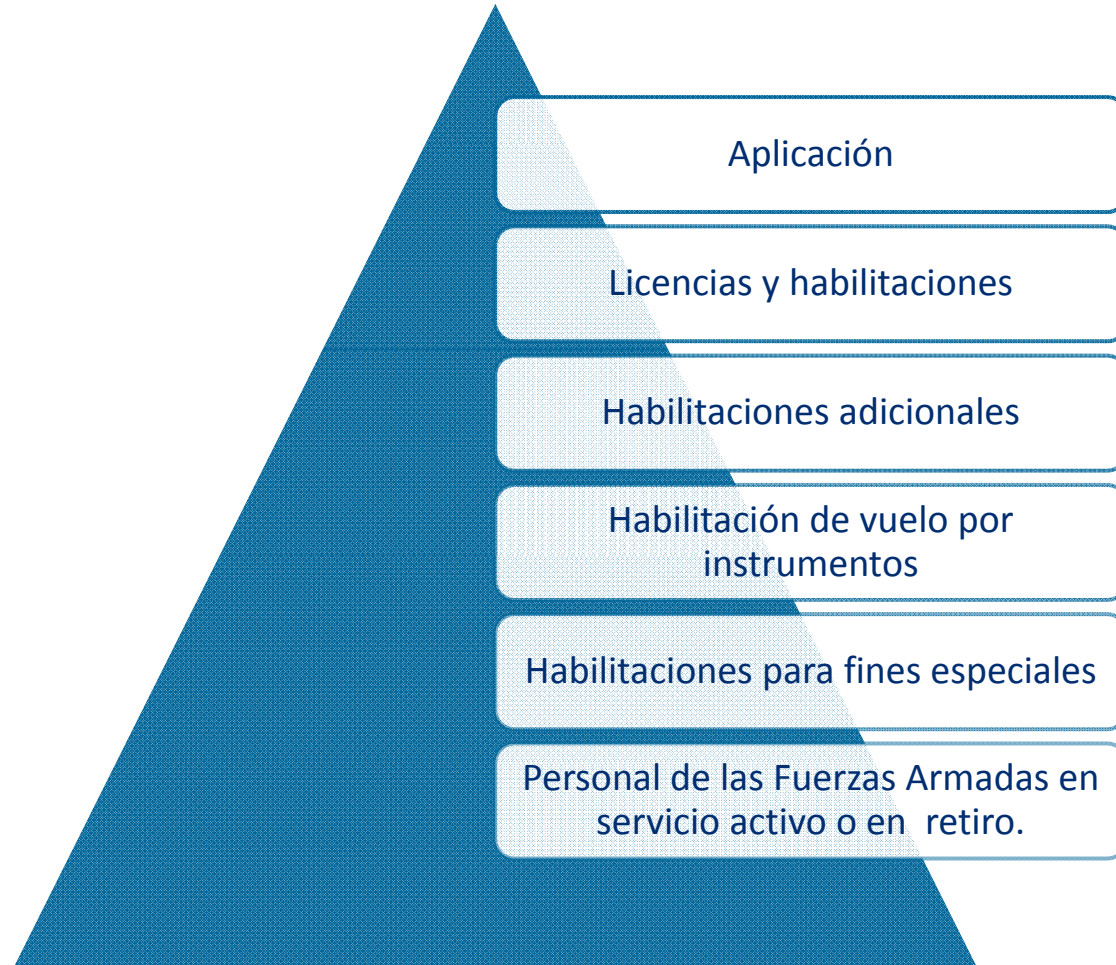 Aplicación
Licencias y habilitaciones
Habilitaciones adicionales
Habilitación de vuelo por
instrumentos
Habilitaciones para fines especiales
Personal de las Fuerzas Armadas en
servicio activo o en  retiro.